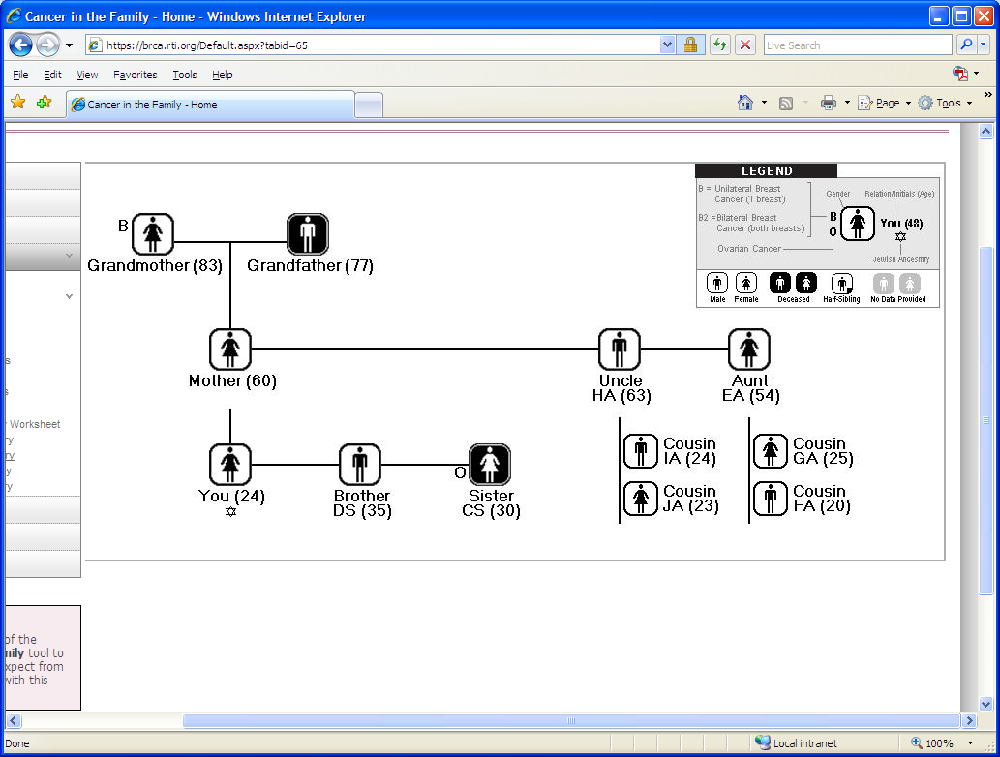 Cancer in the Family - Home - Windows Internet Explorer
https://brca.rti.org/Default.aspx?tabid=65
Live Search
File Edit View Favorites Tools Help
Cancer in the Family - Home
Page Tools
LEGEND
B = Unilateral Breast
Cancer (1 breast)
B2=Bilateral Breast
Cancer (both breasts)
Ovarian Cancer
Gender
Relation/Initials (Age)
B
O
You (48)
Jewish Ancesntry
Male Female Deceased Half-Sibling No Data Provided
B
Grandmother (83) Grandfather (77)
Mother (60)
Uncle
HA (63)
Aunt
EA (54)
s
s
Worksheet
ry
ry
y
ry
Cousin
IA (24)
Cousin
GA (25)
Cousin
JA (23)
Cousin
FA (20)
You (24)
Brother
DS (35)
O
Sister
CS (30)
of the
mily tool to
xpect from
with this
Done
Local intranet
100%